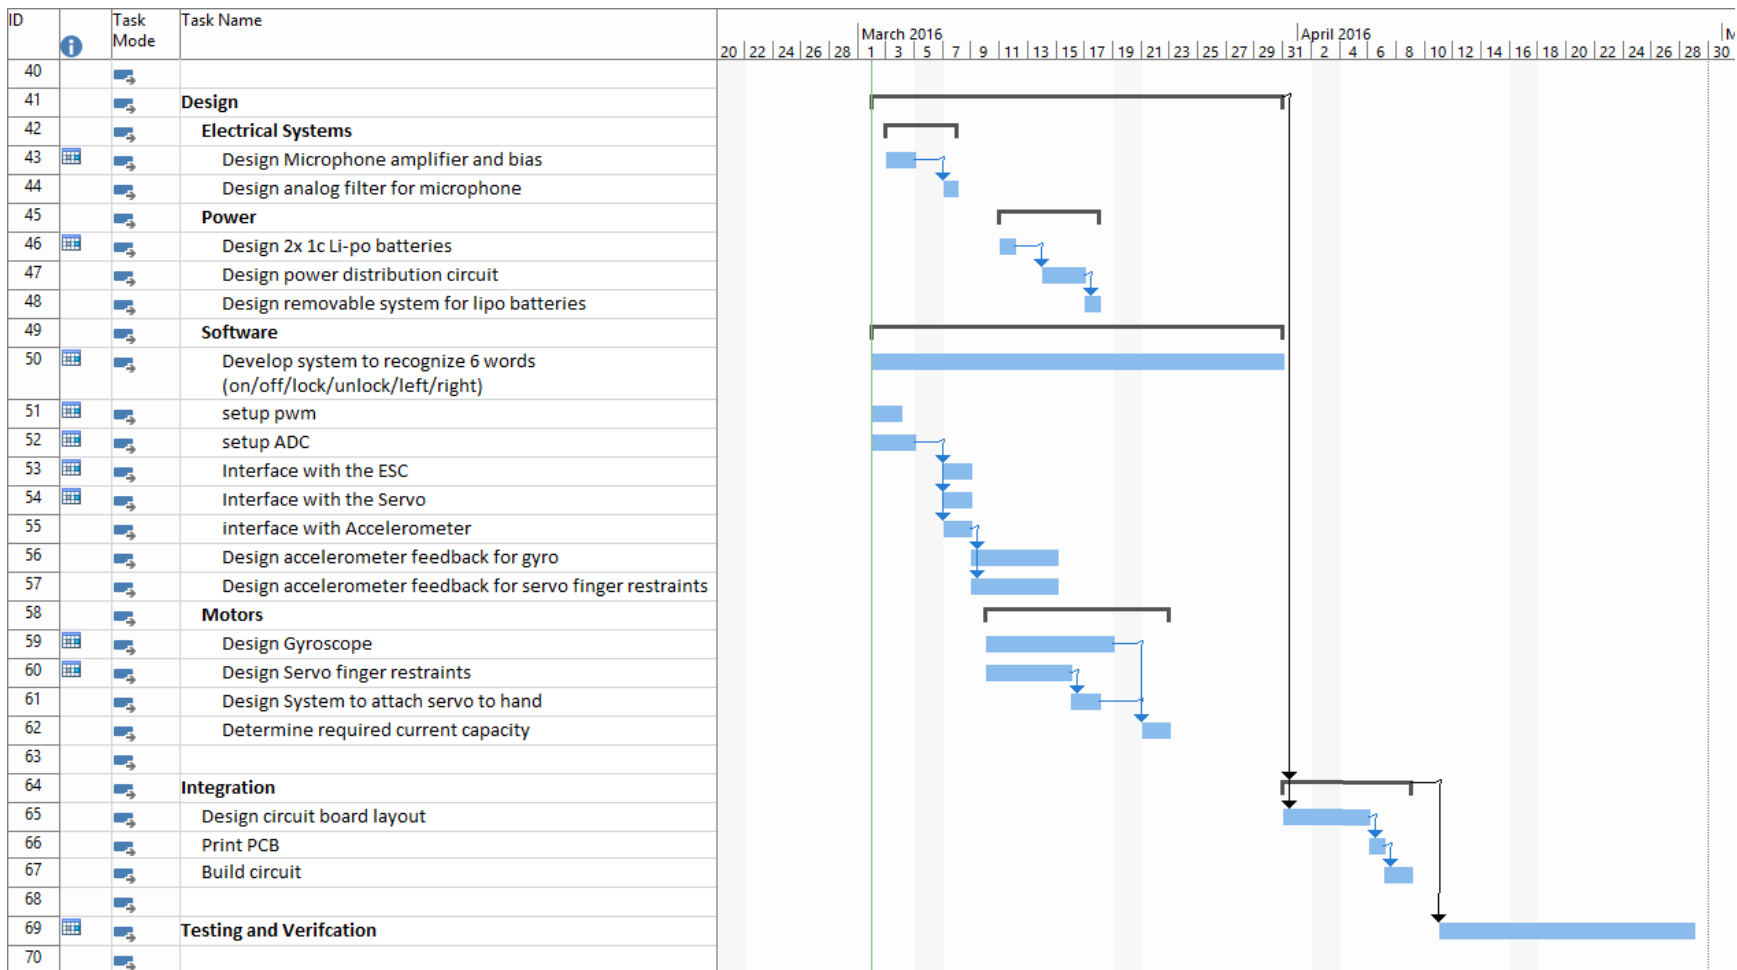 ID Task Mode Task Name
March 2016 April 2016 M
20 22 24 26 28 1 3 5 7 9 11 13 15 17 19 21 23 25 27 29 31 2 4 6 8 10 12 14 16 18 20 22 24 26 28 30
40
41 Design
42 Electrical Systems
43 Design Microphone amplifier and bias
44 Design analog filter for microphone
45 Power
46 Design 2x 1c Li-po batteries
47 Design power distribution circuit
48 Design removable system for lipo batteries
49 Software
50 Develop system to recognize 6 words
(on/off/lock/unlock/left/right)
51 setup pwm
52 setup ADC
53 Interface with the ESC
54 Interface with the Servo
55 interface with Accelerometer
56 Design accelerometer feedback for gyro
57 Design accelerometer feedback for servo finger restraints
58 Motors
59 Design Gyroscope
60 Design Servo finger restraints
61 Design System to attach servo to hand
62 Determine required current capacity
63
64 Integration
65 Design circuit board layout
66 Print PCB
67 Build circuit
68
69 Testing and Verifcation
70